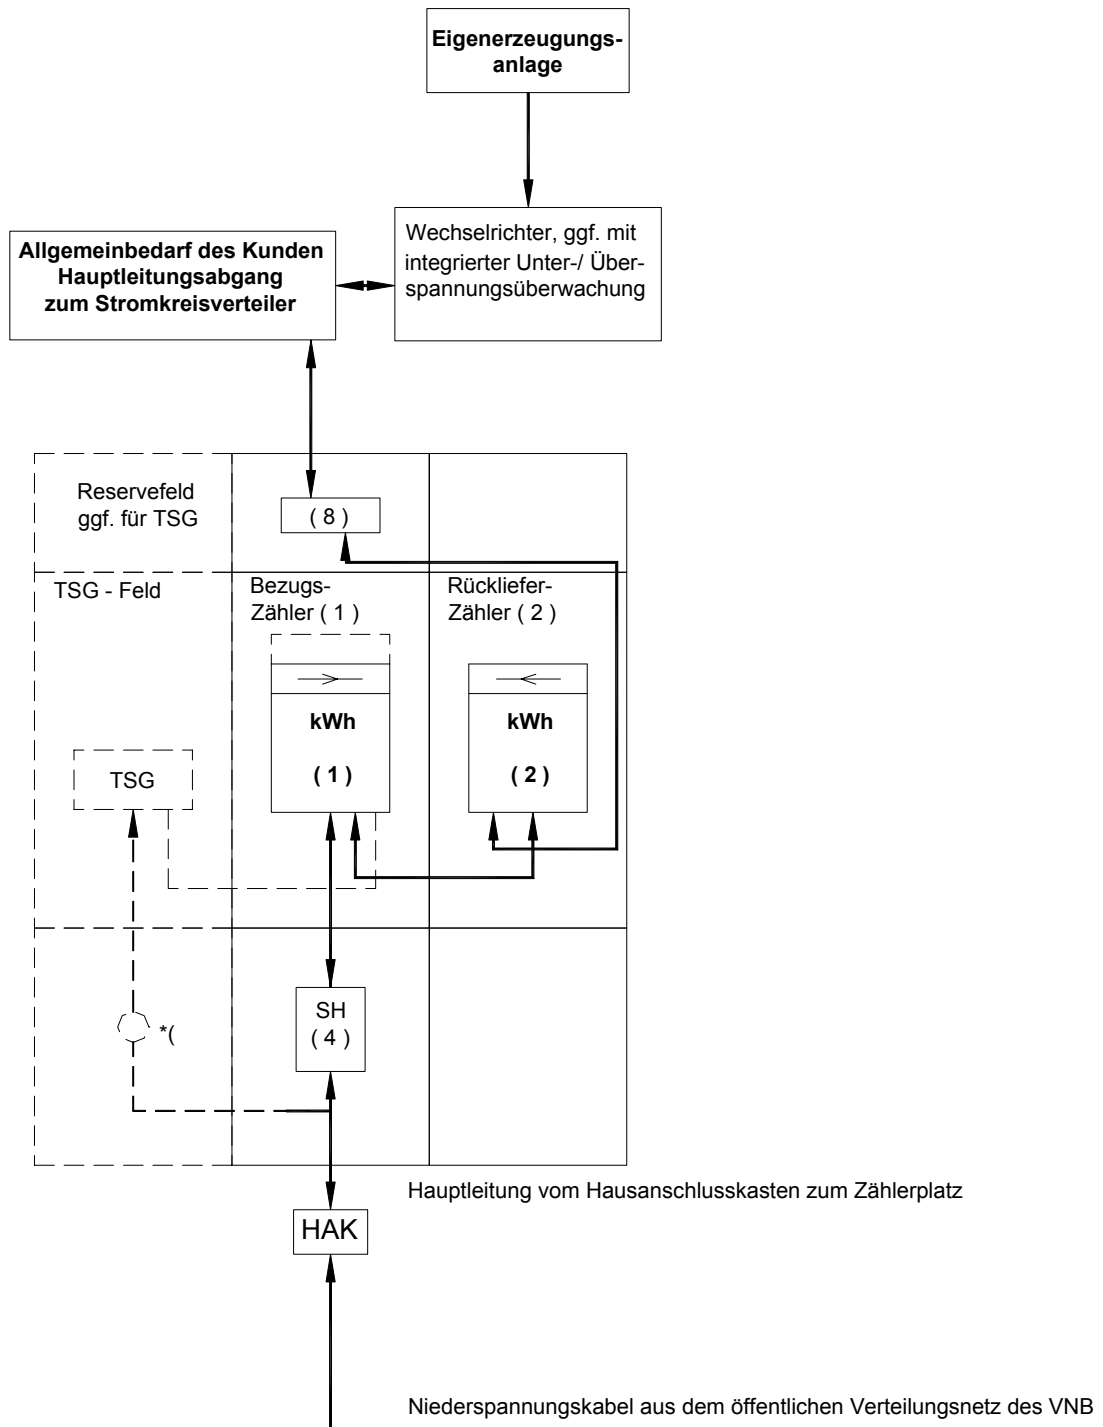 Eigenerzeugungs-
anlage
Wechselrichter, ggf. mit
integrierter Unter-/ Über-
spannungsüberwachung
Allgemeinbedarf des Kunden
Hauptleitungsabgang
zum Stromkreisverteiler
Reservefeld
ggf. für TSG
( 8 )
TSG - Feld
Bezugs-
Zähler ( 1 )
Rückliefer-
Zähler ( 2 )
kWh
( 1 )
kWh
( 2 )
TSG
SH
( 4 )
*(
Hauptleitung vom Hausanschlusskasten zum Zählerplatz
HAK
Niederspannungskabel aus dem öffentlichen Verteilungsnetz des VNB